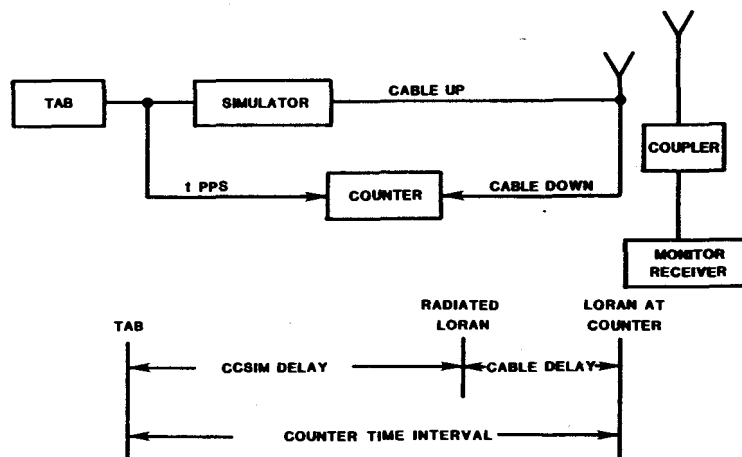 TAB
SIMULATOR
CABLE UP
COUPLER
1 PPS
COUNTER
CABLE DOWN
MONITOR
RECEIVER
TAB
RADIATED
LORAN
LORAN AT
COUNTER
CCSIM DELAY
CABLE DELAY
COUNTER TIME INTERVAL